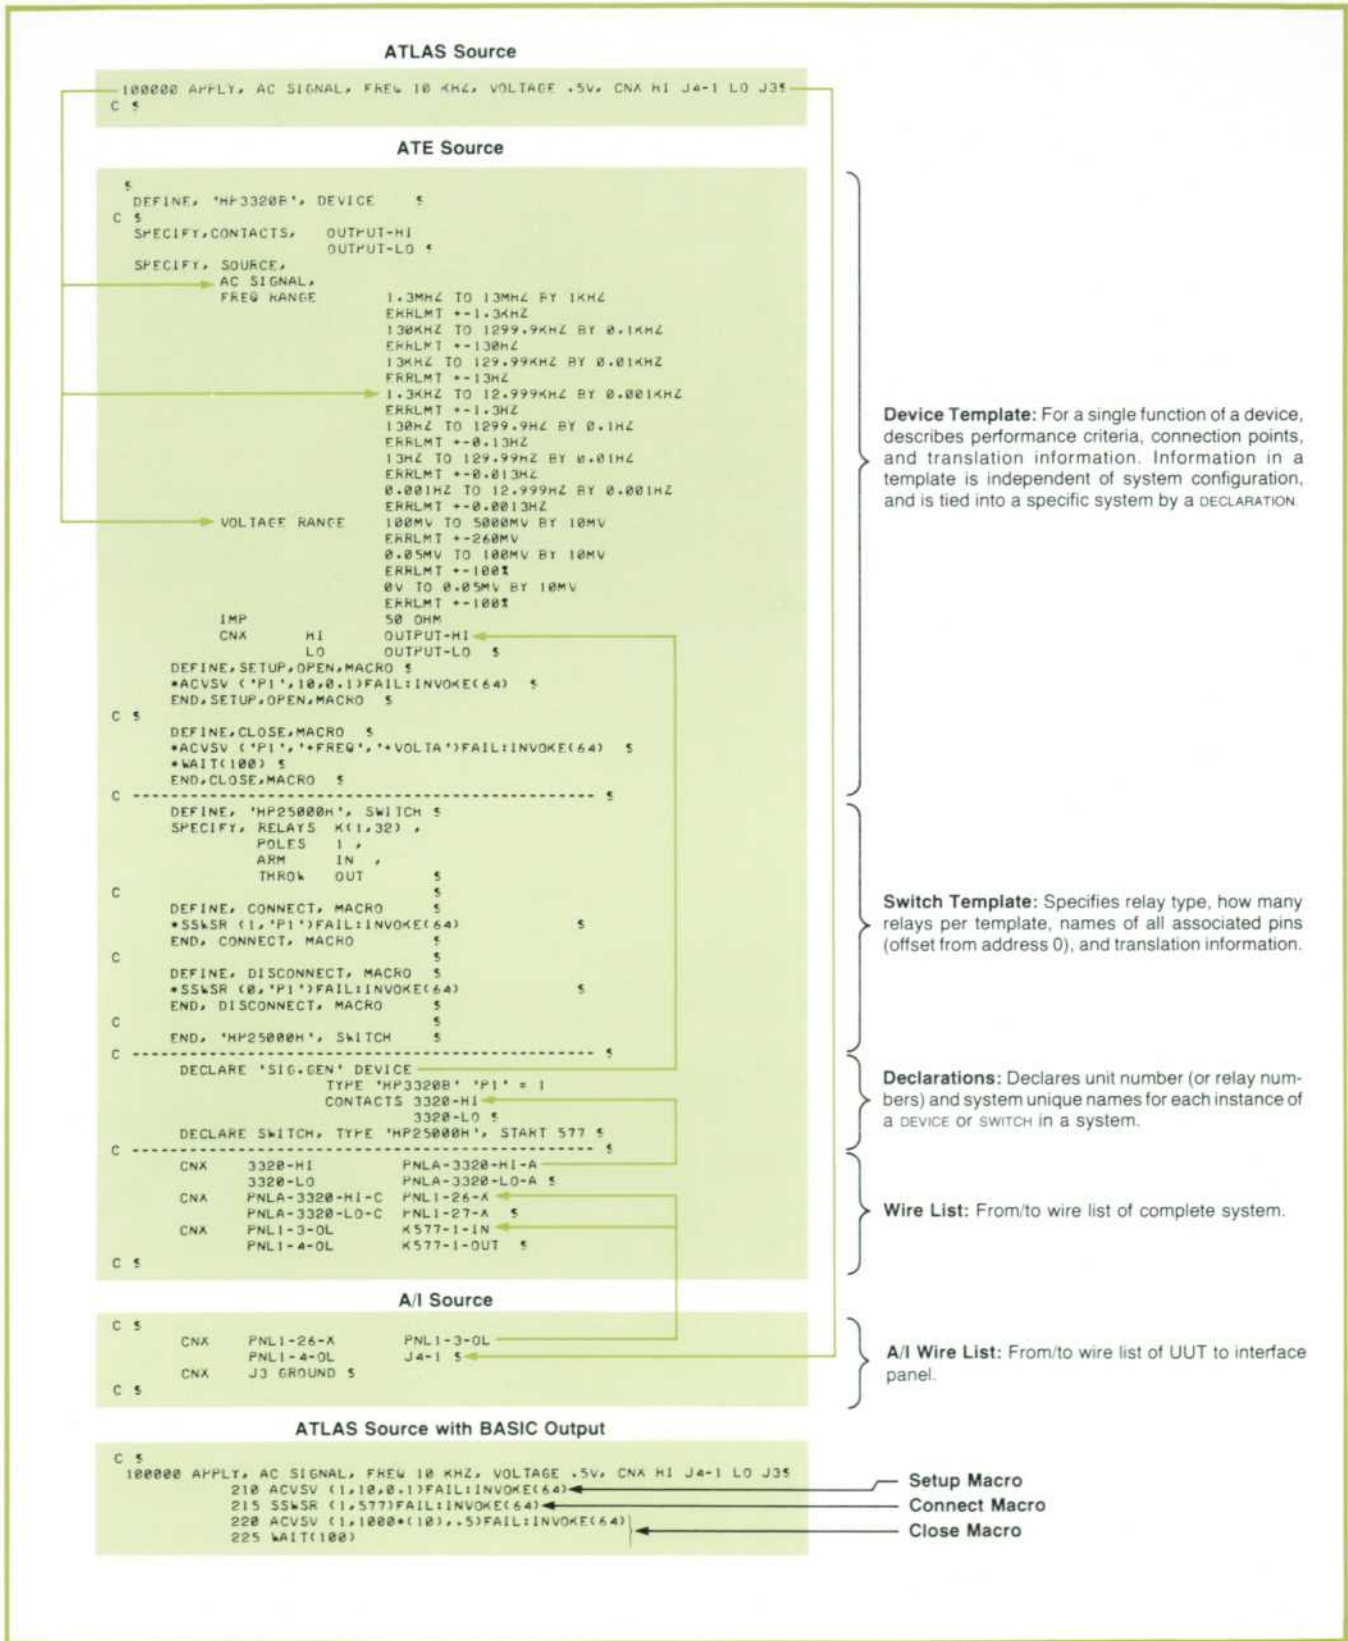 ATLAS Source
100000 APPLY, AC SIGNAL, FREQ 10 KHZ, VOLTAGE .5V, CNX HI J4-1 LO J3$
C $
ATE Source
$
DEFINE, 'HP3320B', DEVICE $
C $
SPECIFY,CONTACTS, OUTPUT-HI
OUTPUT-LO $
SPECIFY, SOURCE,
AC SIGNAL,
FREQ RANGE 1.3MHZ TO 13MHZ BY 1KHZ
ERRLMT +-1.3KHZ
130KHZ TO 1299.9KHZ BY 0.1KHZ
ERRLMT +-130HZ
13KHZ TO 129.99KHZ BY 0.01KHZ
ERRLMT +-13HZ
1.3KHZ TO 12.999KHZ BY 0.001KHZ
ERRLMT +-1.3HZ
130HZ TO 1299.9HZ BY 0.1HZ
ERRLMT +-0.13HZ
13HZ TO 129.99HZ BY 0.01HZ
ERRLMT +-0.013HZ
0.001HZ TO 12.999HZ BY 0.001HZ
ERRLMT +-0.0013HZ
VOLTAGE RANGE 100MV TO 5000MV BY 10MV
ERRLMT +-260MV
0.05MV TO 100MV BY 10MV
ERRLMT +-100%
0V TO 0.05MV BY 10MV
ERRLMT +-100%
IMP 50 OHM
CNX HI OUTPUT-HI
LO OUTPUT-LO $
DEFINE,SETUP,OPEN,MACRO $
*ACVSV ('P1',10,0.1)FAIL:INVOKE(64) $
END,SETUP,OPEN,MACRO $
C $
DEFINE,CLOSE,MACRO $
*ACVSV ('P1','+FREQ','+VOLTA')FAIL:INVOKE(64) $
*WAIT(100) $
END,CLOSE,MACRO $
C ------------------------------------------------------- $
DEFINE, 'HP25000H', SWITCH $
SPECIFY, RELAYS K(1,32) ,
POLES 1 ,
ARM IN ,
THROW OUT $
C $
DEFINE, CONNECT, MACRO $
*SSWSR (1,'P1')FAIL:INVOKE(64) $
END, CONNECT, MACRO $
C $
DEFINE, DISCONNECT, MACRO $
*SSWSR (0,'P1')FAIL:INVOKE(64) $
END, DISCONNECT, MACRO $
C $
END, 'HP25000H', SWITCH $
C ------------------------------------------------------- $
DECLARE 'SIG.GEN' DEVICE
TYPE 'HP3320B' 'P1' = 1
CONTACTS 3320-HI
3320-LO $
DECLARE SWITCH, TYPE 'HP25000H', START 577 $
C ------------------------------------------------------- $
CNX 3320-HI PNLA-3320-HI-A
3320-LO PNLA-3320-LO-A $
CNX PNLA-3320-HI-C PNL1-26-X
PNLA-3320-LO-C PNL1-27-X $
CNX PNL1-3-OL K577-1-IN
PNL1-4-OL K577-1-OUT $
C $
Device Template: For a single function of a device,
describes performance criteria, connection points,
and translation information. Information in a
template is independent of system configuration,
and is tied into a specific system by a DECLARATION.
Switch Template: Specifies relay type, how many
relays per template, names of all associated pins
(offset from address 0), and translation information.
Declarations: Declares unit number (or relay num-
bers) and system unique names for each instance of
a DEVICE or SWITCH in a system.
Wire List: From/to wire list of complete system.
A/I Source
C $
CNX PNL1-26-X PNL1-3-OL
PNL1-4-OL J4-1 $
CNX J3 GROUND $
C $
A/I Wire List: From/to wire list of UUT to interface
panel.
ATLAS Source with BASIC Output
C $
100000 APPLY, AC SIGNAL, FREQ 10 KHZ, VOLTAGE .5V, CNX HI J4-1 LO J3$
210 ACVSV (1,10,0.1)FAIL:INVOKE(64)
215 SSWSR (1,577)FAIL:INVOKE(64)
220 ACVSV (1,1000*(10),.5)FAIL:INVOKE(64)
225 WAIT(100)
Setup Macro
Connect Macro
Close Macro